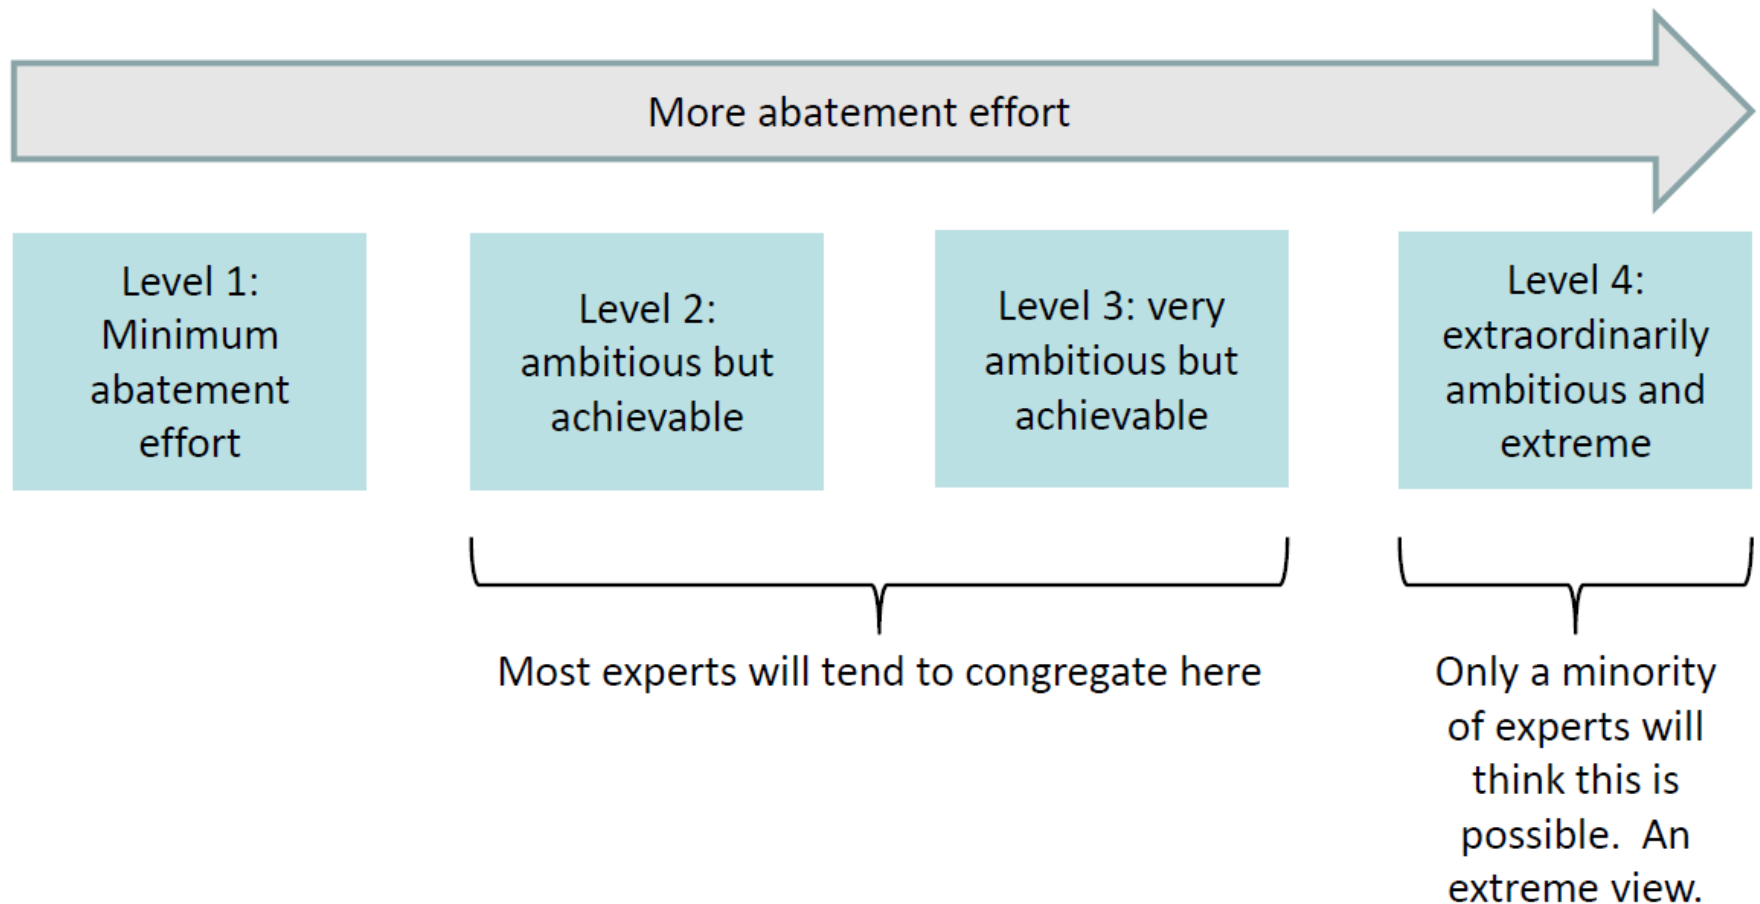 More abatement effort
Level 1:
Minimum
abatement
effort
Level 2:
ambitious but
achievable
Level 3: very
ambitious but
achievable
Level 4:
extraordinarily
ambitious and
extreme
Most experts will tend to congregate here
Only a minority
of experts will
think this is
possible.  An
extreme view.